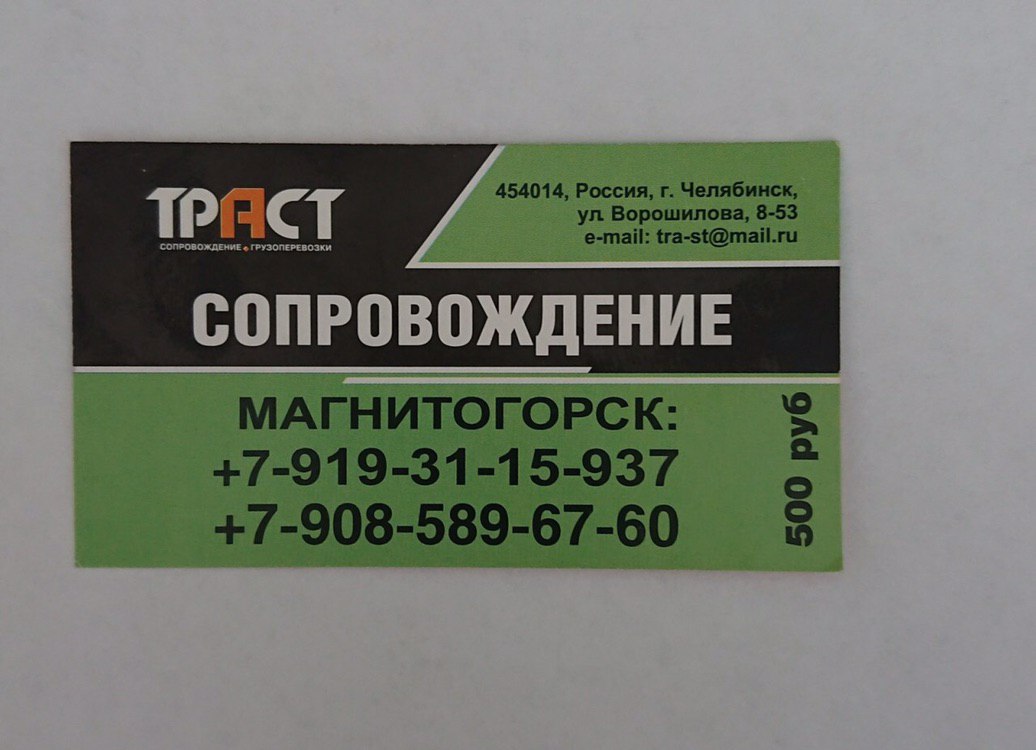 ТРАСТ
СОПРОВОЖДЕНИЕ • ГРУЗОПЕРЕВОЗКИ
454014, Россия, г. Челябинск,
ул. Ворошилова, 8-53
e-mail: tra-st@mail.ru
СОПРОВОЖДЕНИЕ
МАГНИТОГОРСК:
+7-919-31-15-937
+7-908-589-67-60
500 руб